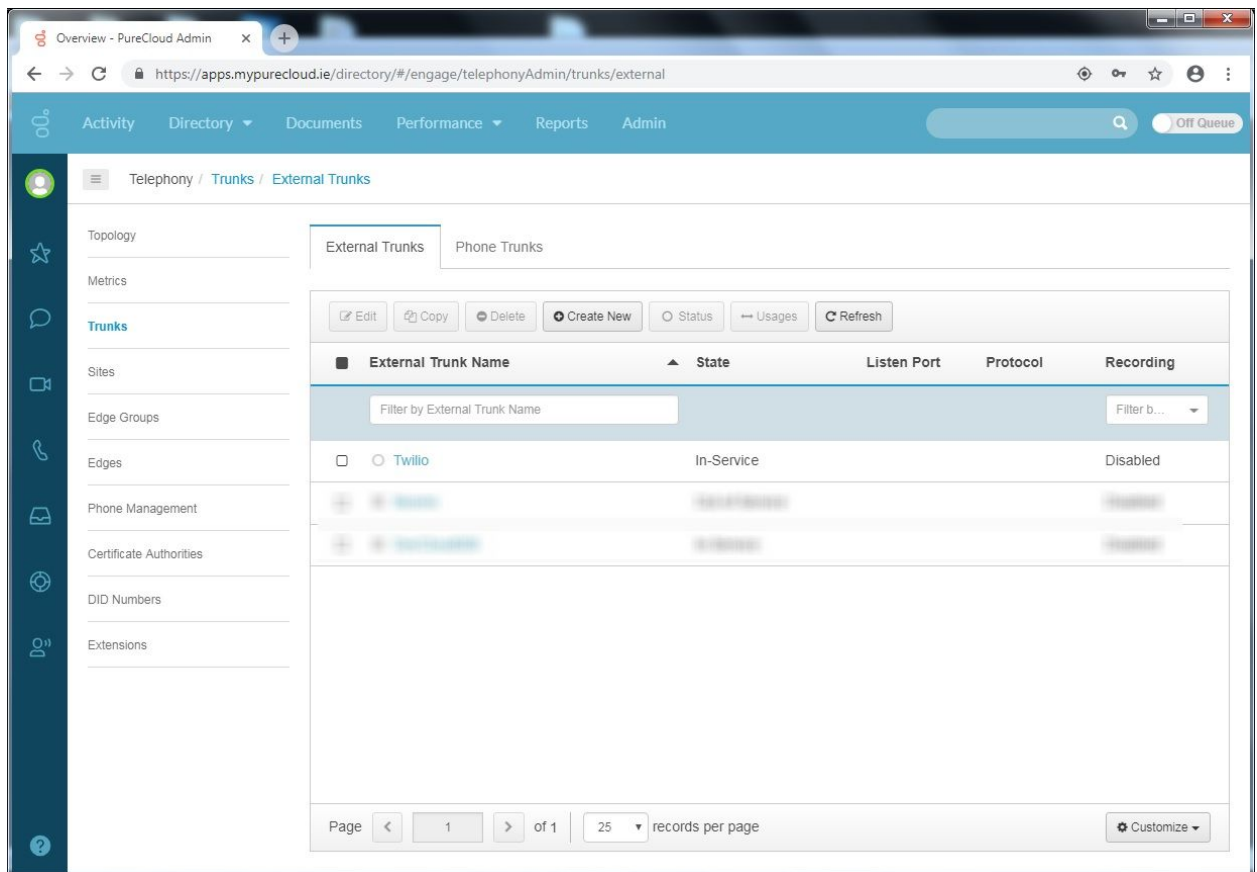 Overview - PureCloud Admin
https://apps.mypurecloud.ie/directory/#/engage/telephonyAdmin/trunks/external
Activity Directory Documents Performance Reports Admin Off Queue
Telephony / Trunks / External Trunks
Topology
Metrics
Trunks
Sites
Edge Groups
Edges
Phone Management
Certificate Authorities
DID Numbers
Extensions
External Trunks Phone Trunks
Edit Copy Delete Create New Status Usages Refresh
External Trunk Name State Listen Port Protocol Recording
Filter by External Trunk Name Filter b...
Twilio In-Service Disabled
Page 1 of 1 25 records per page Customize